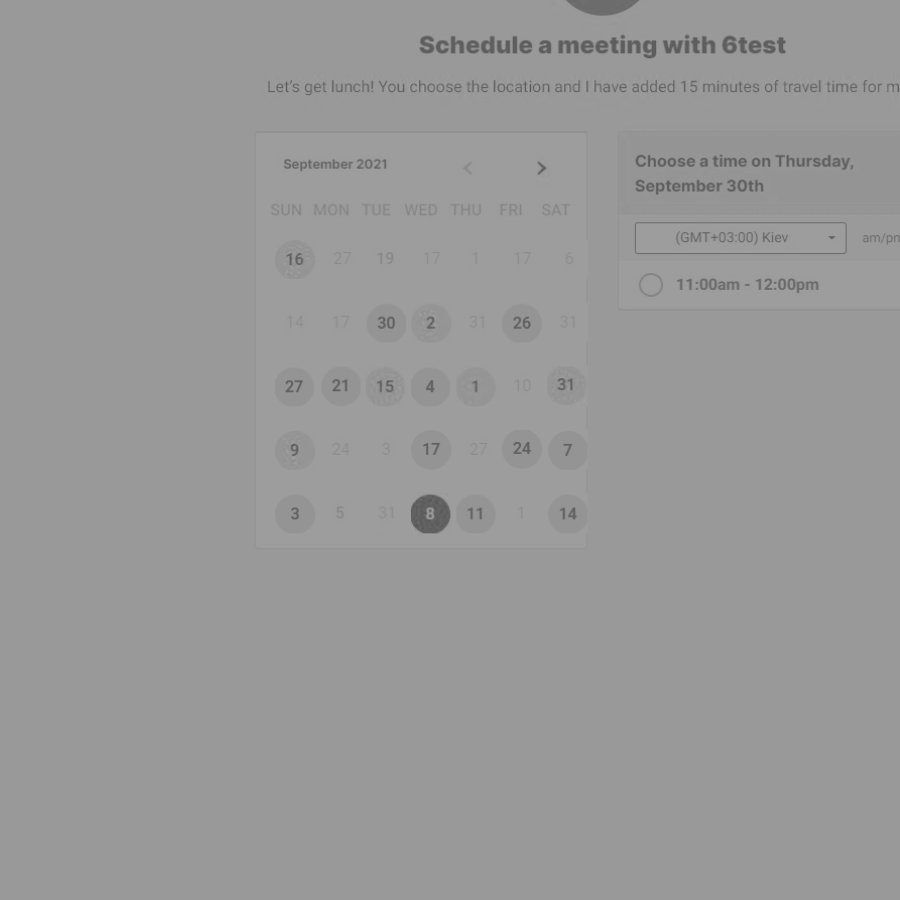 Schedule a meeting with 6test
Let's get lunch! You choose the location and I have added 15 minutes of travel time for m
September 2021
SUN MON TUE WED THU FRI SAT
16 27 19 17 1 17 6
14 17 30 2 31 26 31
27 21 15 4 1 10 31
9 24 3 17 27 24 7
3 5 31 8 11 1 14
Choose a time on Thursday,
September 30th
(GMT+03:00) Kiev am/pm
11:00am - 12:00pm